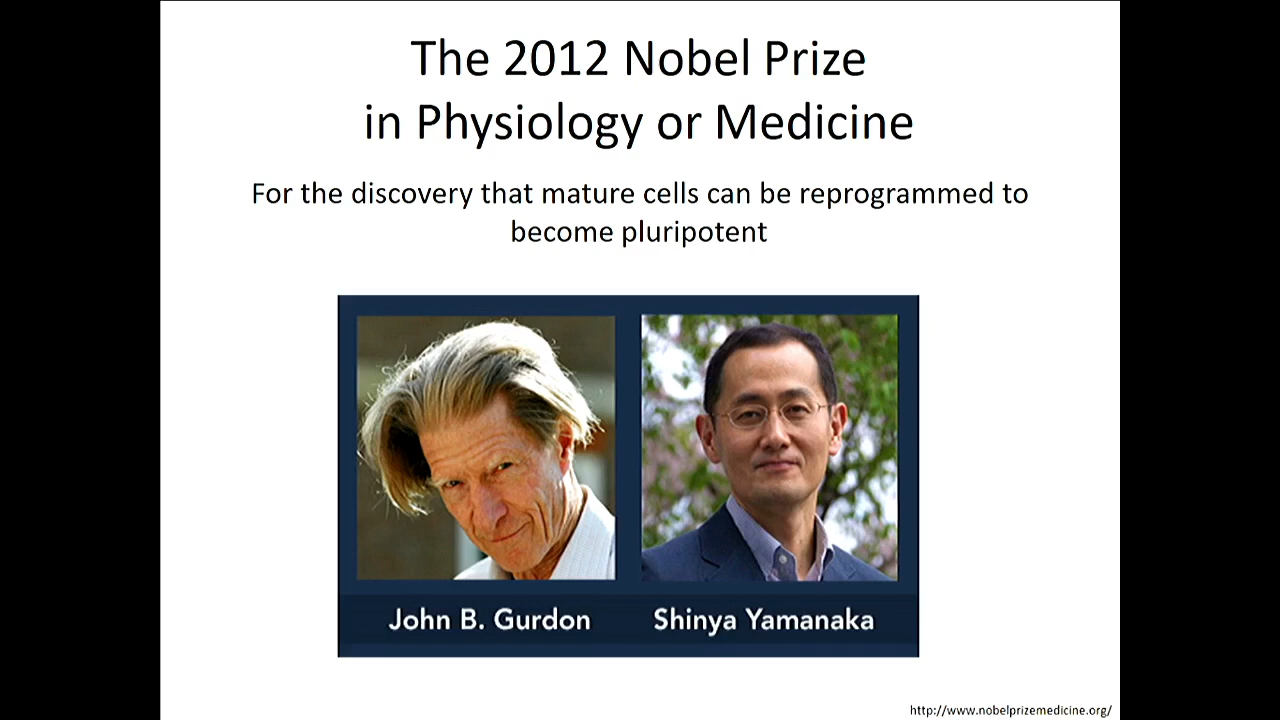 The 2012 Nobel Prize
in Physiology or Medicine
For the discovery that mature cells can be reprogrammed to
become pluripotent
John B. Gurdon
Shinya Yamanaka
http://www.nobelprizemedicine.org/